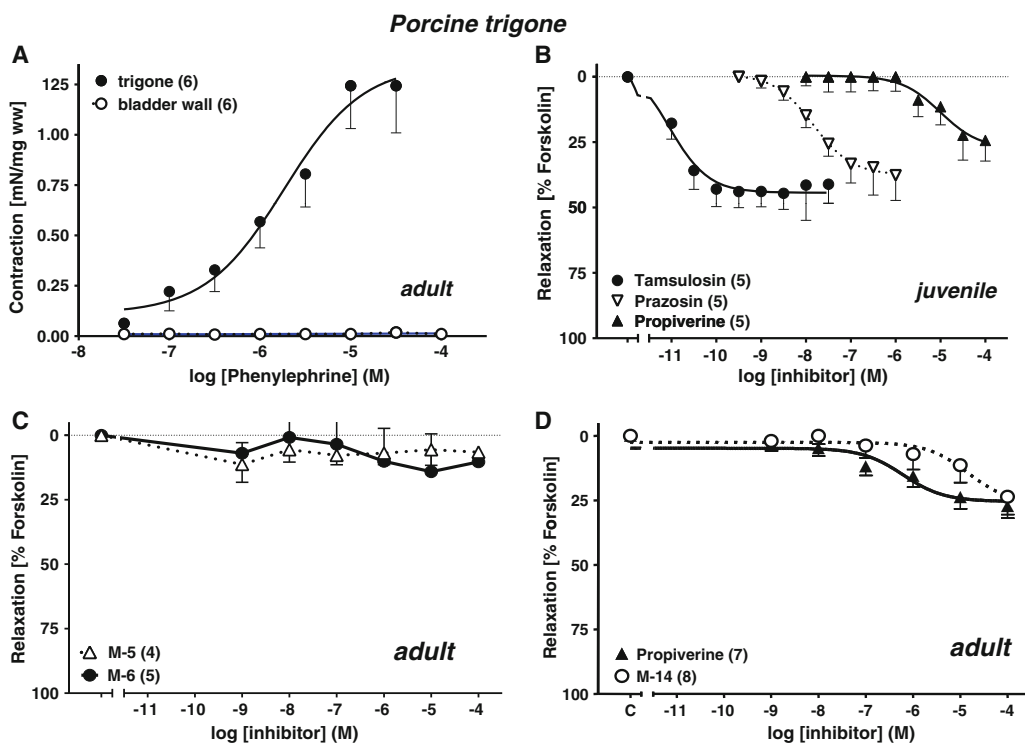 Porcine trigone
A
trigone (6)
bladder wall (6)
Contraction [mN/mg ww]
1.25
1.00
0.75
0.50
0.25
0.00
adult
-8 -7 -6 -5 -4
log [Phenylephrine] (M)
B
Relaxation [% Forskolin]
0
25
50
75
100
Tamsulosin (5)
Prazosin (5)
Propiverine (5)
juvenile
-11 -10 -9 -8 -7 -6 -5 -4
log [inhibitor] (M)
C
Relaxation [% Forskolin]
0
25
50
75
100
M-5 (4)
M-6 (5)
adult
-11 -10 -9 -8 -7 -6 -5 -4
log [inhibitor] (M)
D
Relaxation [% Forskolin]
0
25
50
75
100
Propiverine (7)
M-14 (8)
adult
C -11 -10 -9 -8 -7 -6 -5 -4
log [inhibitor] (M)